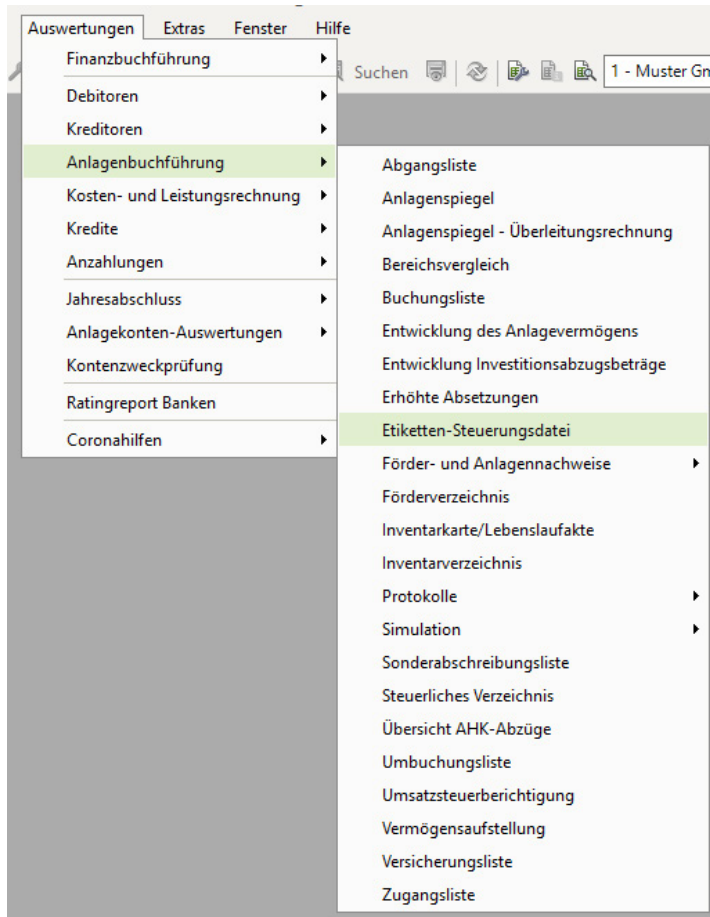 Auswertungen Extras Fenster Hilfe
Suchen 1 - Muster Gm
Finanzbuchführung
Debitoren
Kreditoren
Anlagenbuchführung
Kosten- und Leistungsrechnung
Kredite
Anzahlungen
Jahresabschluss
Anlagekonten-Auswertungen
Kontenzweckprüfung
Ratingreport Banken
Coronahilfen
Abgangsliste
Anlagenspiegel
Anlagenspiegel - Überleitungsrechnung
Bereichsvergleich
Buchungsliste
Entwicklung des Anlagevermögens
Entwicklung Investitionsabzugsbeträge
Erhöhte Absetzungen
Etiketten-Steuerungsdatei
Förder- und Anlagennachweise
Förderverzeichnis
Inventarkarte/Lebenslaufakte
Inventarverzeichnis
Protokolle
Simulation
Sonderabschreibungsliste
Steuerliches Verzeichnis
Übersicht AHK-Abzüge
Umbuchungsliste
Umsatzsteuerberichtigung
Vermögensaufstellung
Versicherungsliste
Zugangsliste